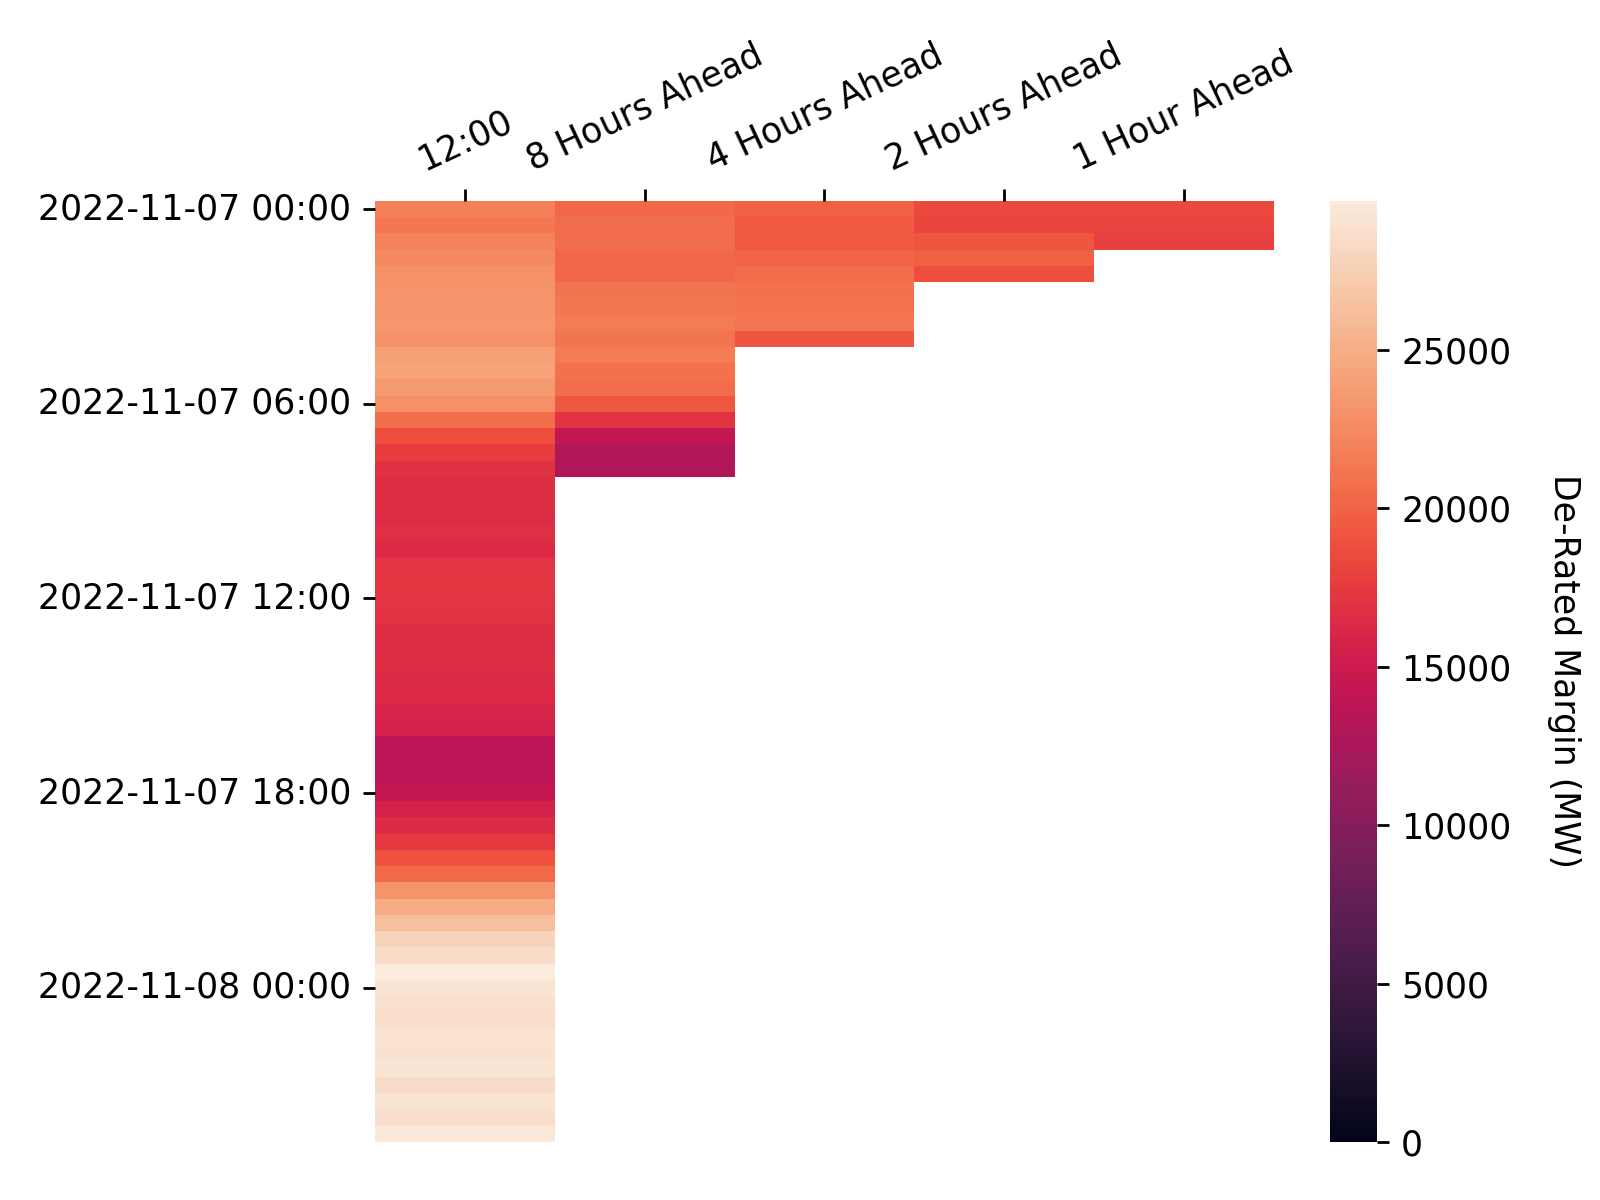 12:00
8 Hours Ahead
4 Hours Ahead
2 Hours Ahead
1 Hour Ahead
2022-11-07 00:00
2022-11-07 06:00
2022-11-07 12:00
2022-11-07 18:00
2022-11-08 00:00
25000
20000
15000
10000
5000
0
De-Rated Margin (MW)